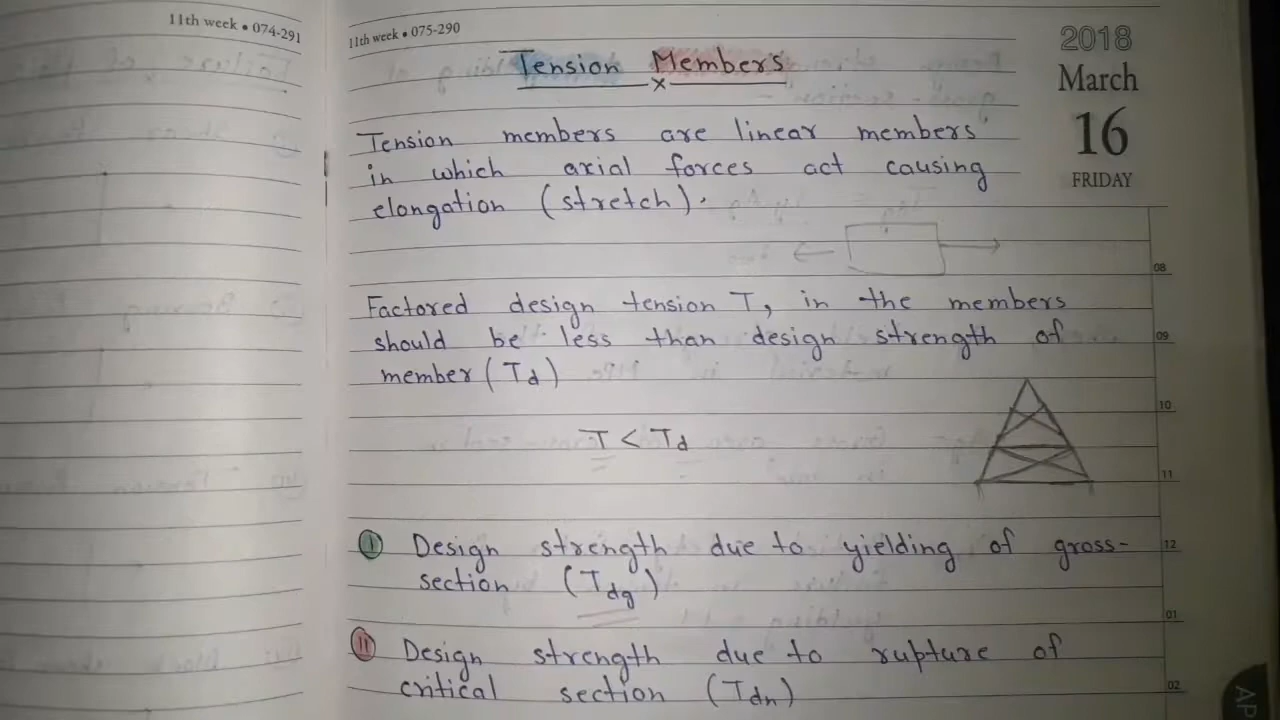 11th week • 074-291
11th week • 075-290
2018
March
16
FRIDAY
Tension Members
x
Tension members are linear members
in which axial forces act causing
elongation (stretch).
Factored design tension T, in the members
should be less than design strength of
member (Td)
T < Td
(I) Design strength due to yielding of gross-
section (Tdg)
(II) Design strength due to rupture of
critical section (Tdn)
08
09
10
11
12
01
02
AP